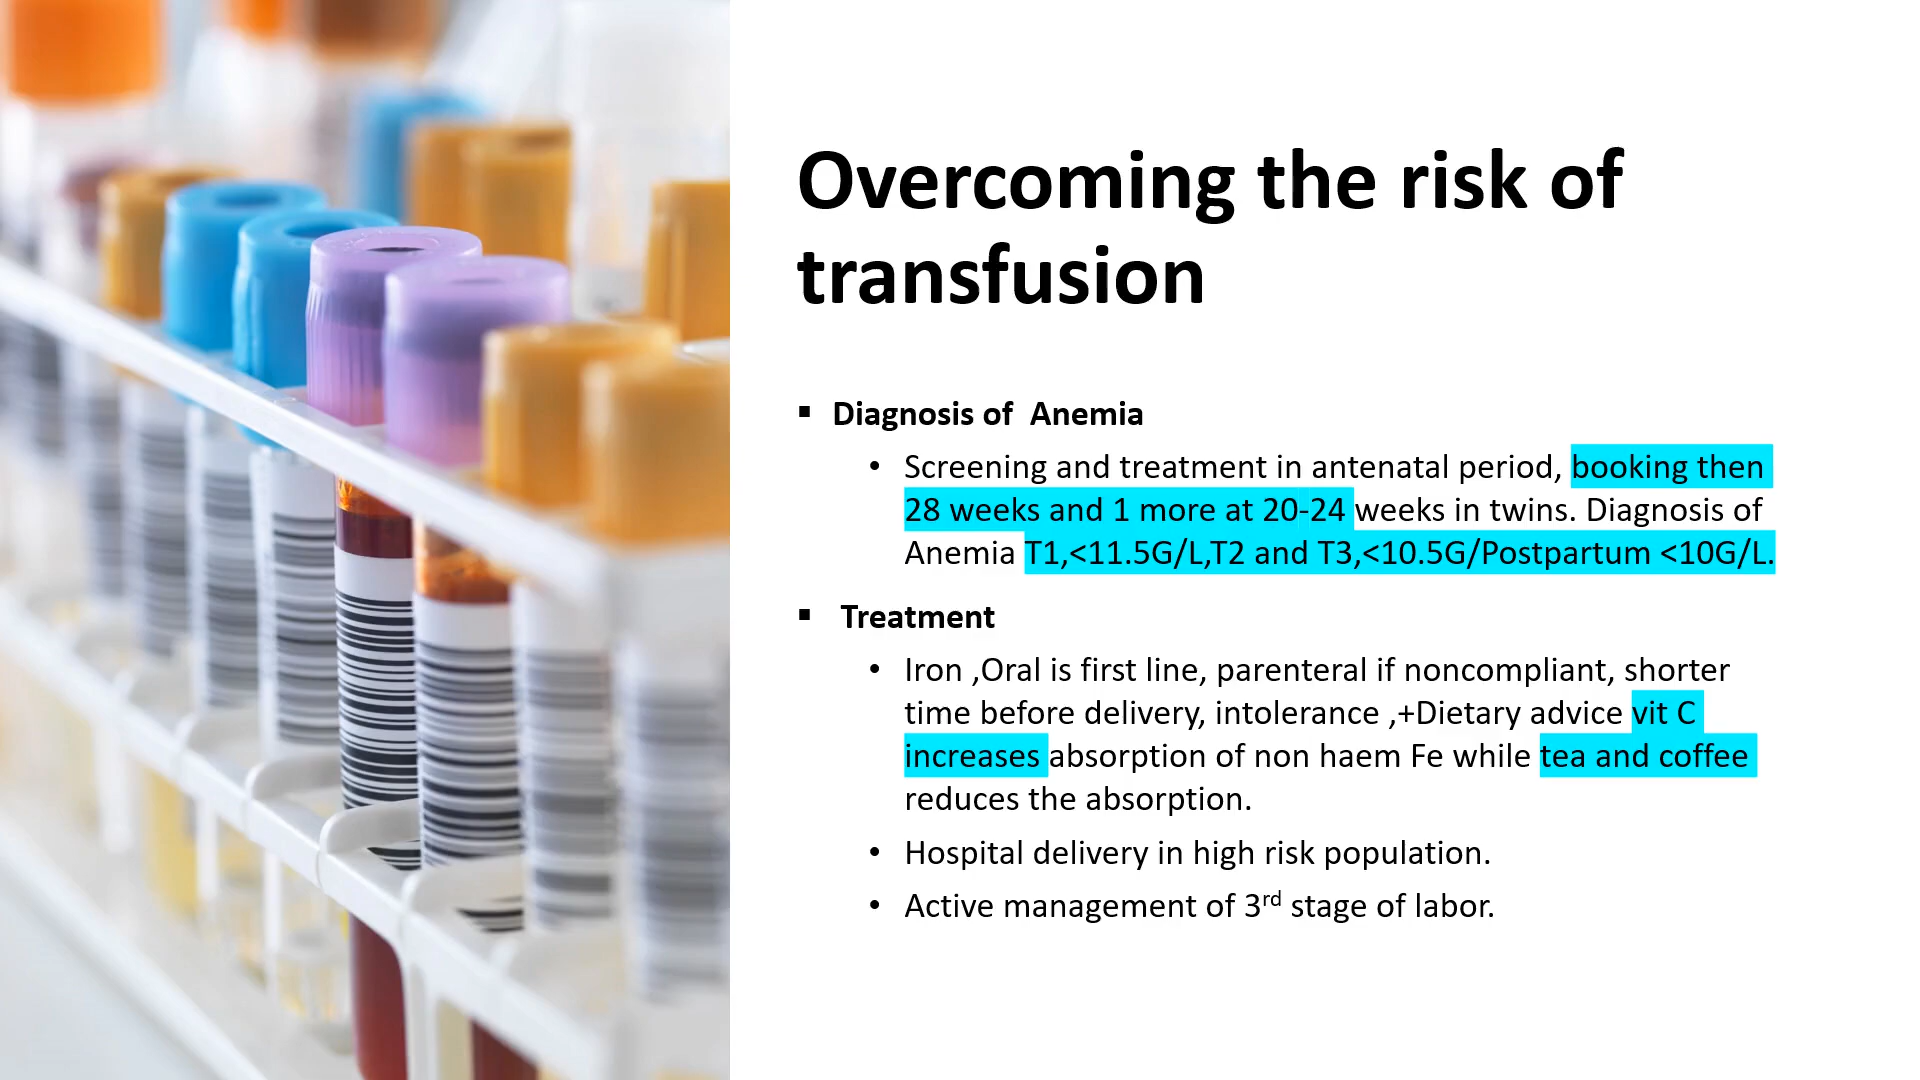 Overcoming the risk of
transfusion
▪ Diagnosis of  Anemia
• Screening and treatment in antenatal period, booking then
28 weeks and 1 more at 20-24 weeks in twins. Diagnosis of
Anemia T1,<11.5G/L,T2 and T3,<10.5G/Postpartum <10G/L.
▪ Treatment
• Iron ,Oral is first line, parenteral if noncompliant, shorter
time before delivery, intolerance ,+Dietary advice vit C
increases absorption of non haem Fe while tea and coffee
reduces the absorption.
• Hospital delivery in high risk population.
• Active management of 3rd stage of labor.